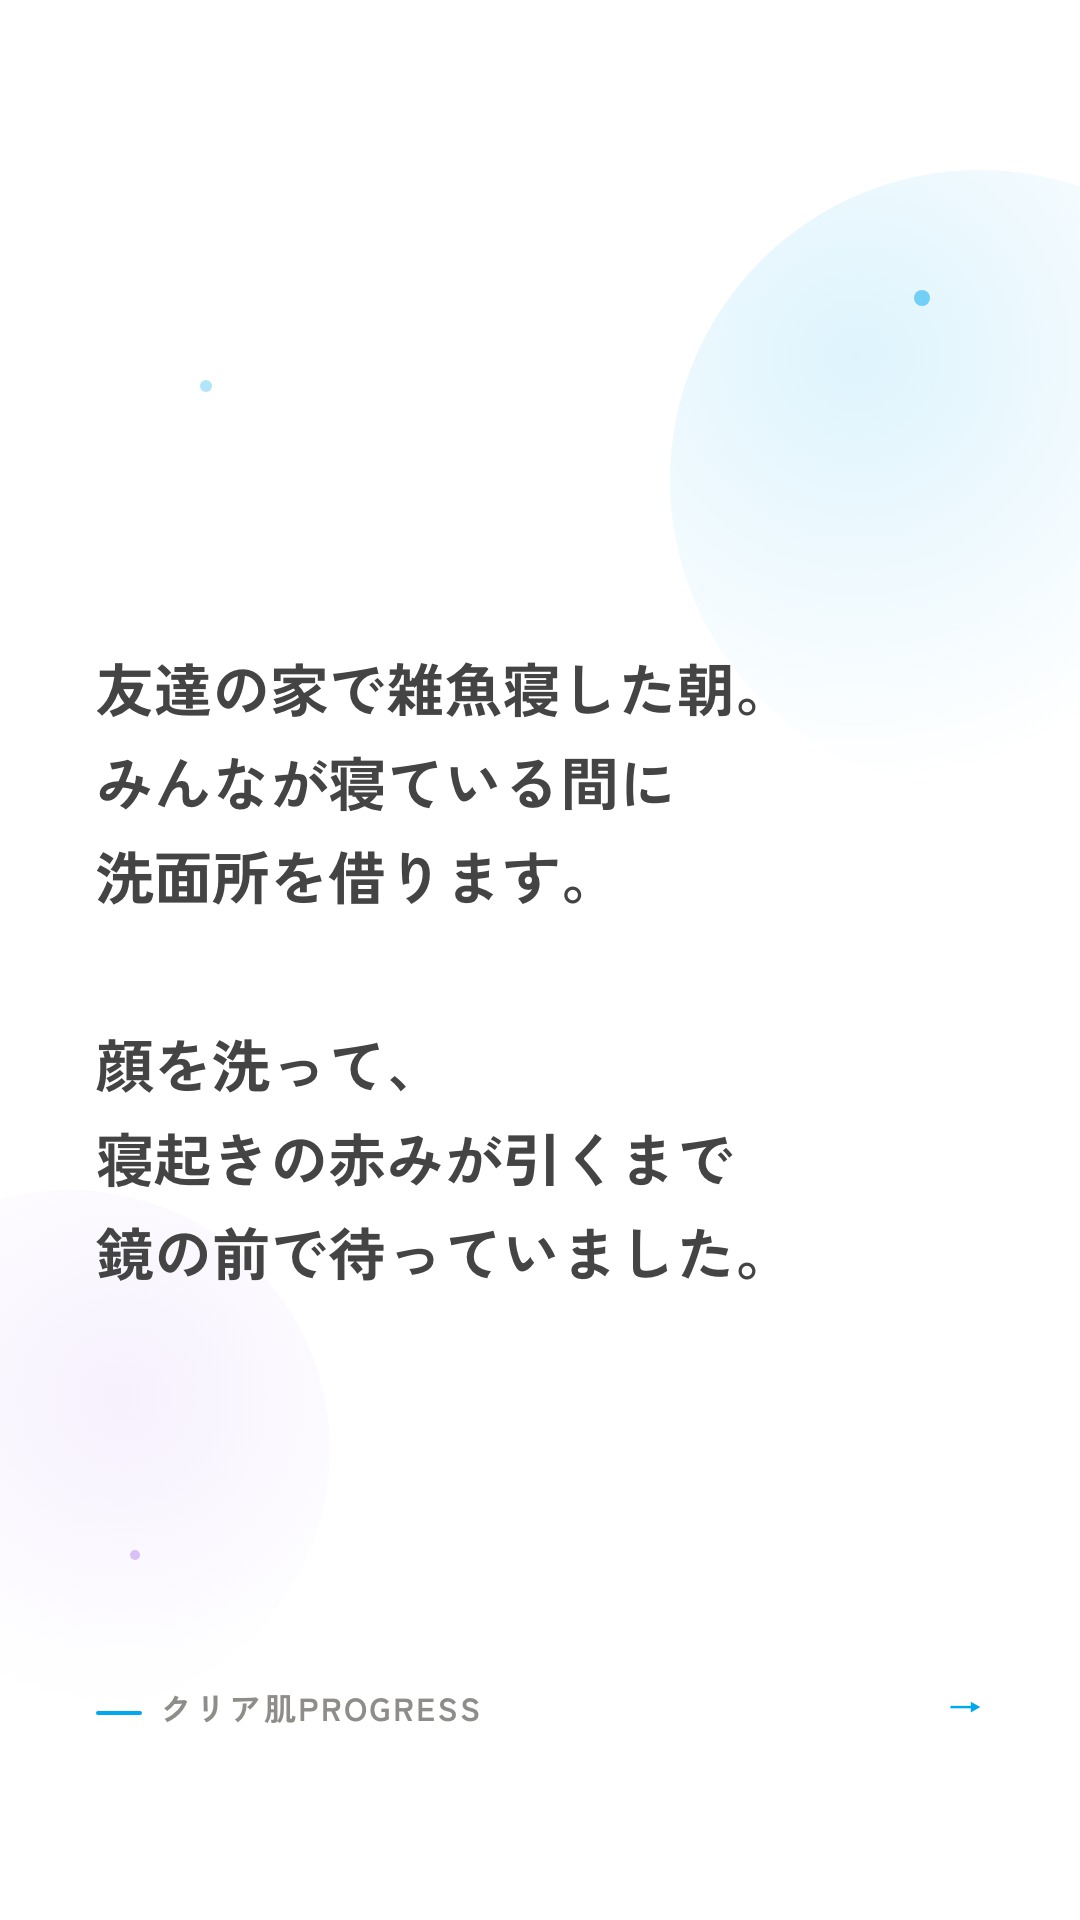 友達の家で雑魚寝した朝。
みんなが寝ている間に
洗面所を借ります。
顔を洗って、
寝起きの赤みが引くまで
鏡の前で待っていました。
クリア肌PROGRESS
→